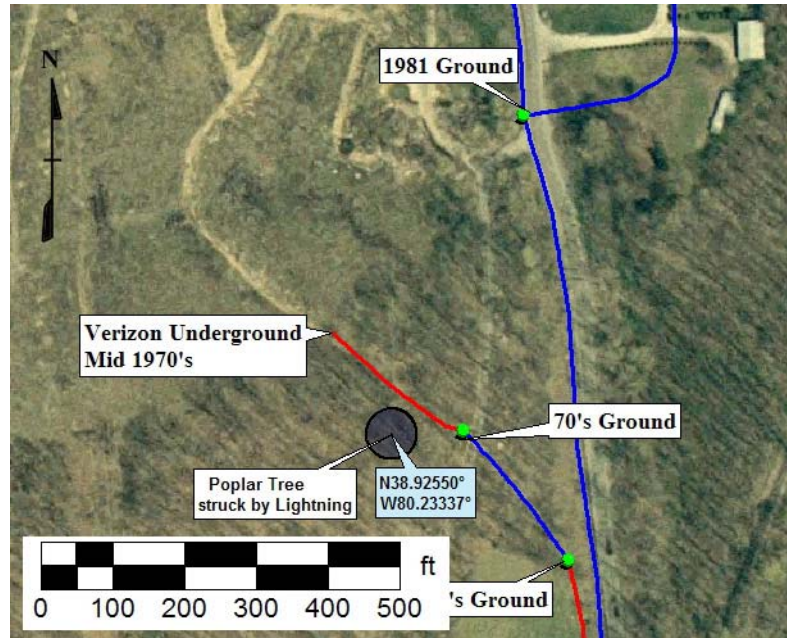 N
1981 Ground
Verizon Underground
Mid 1970's
70's Ground
Poplar Tree
struck by Lightning
N38.92550°
W80.23337°
's Ground
ft
0 100 200 300 400 500